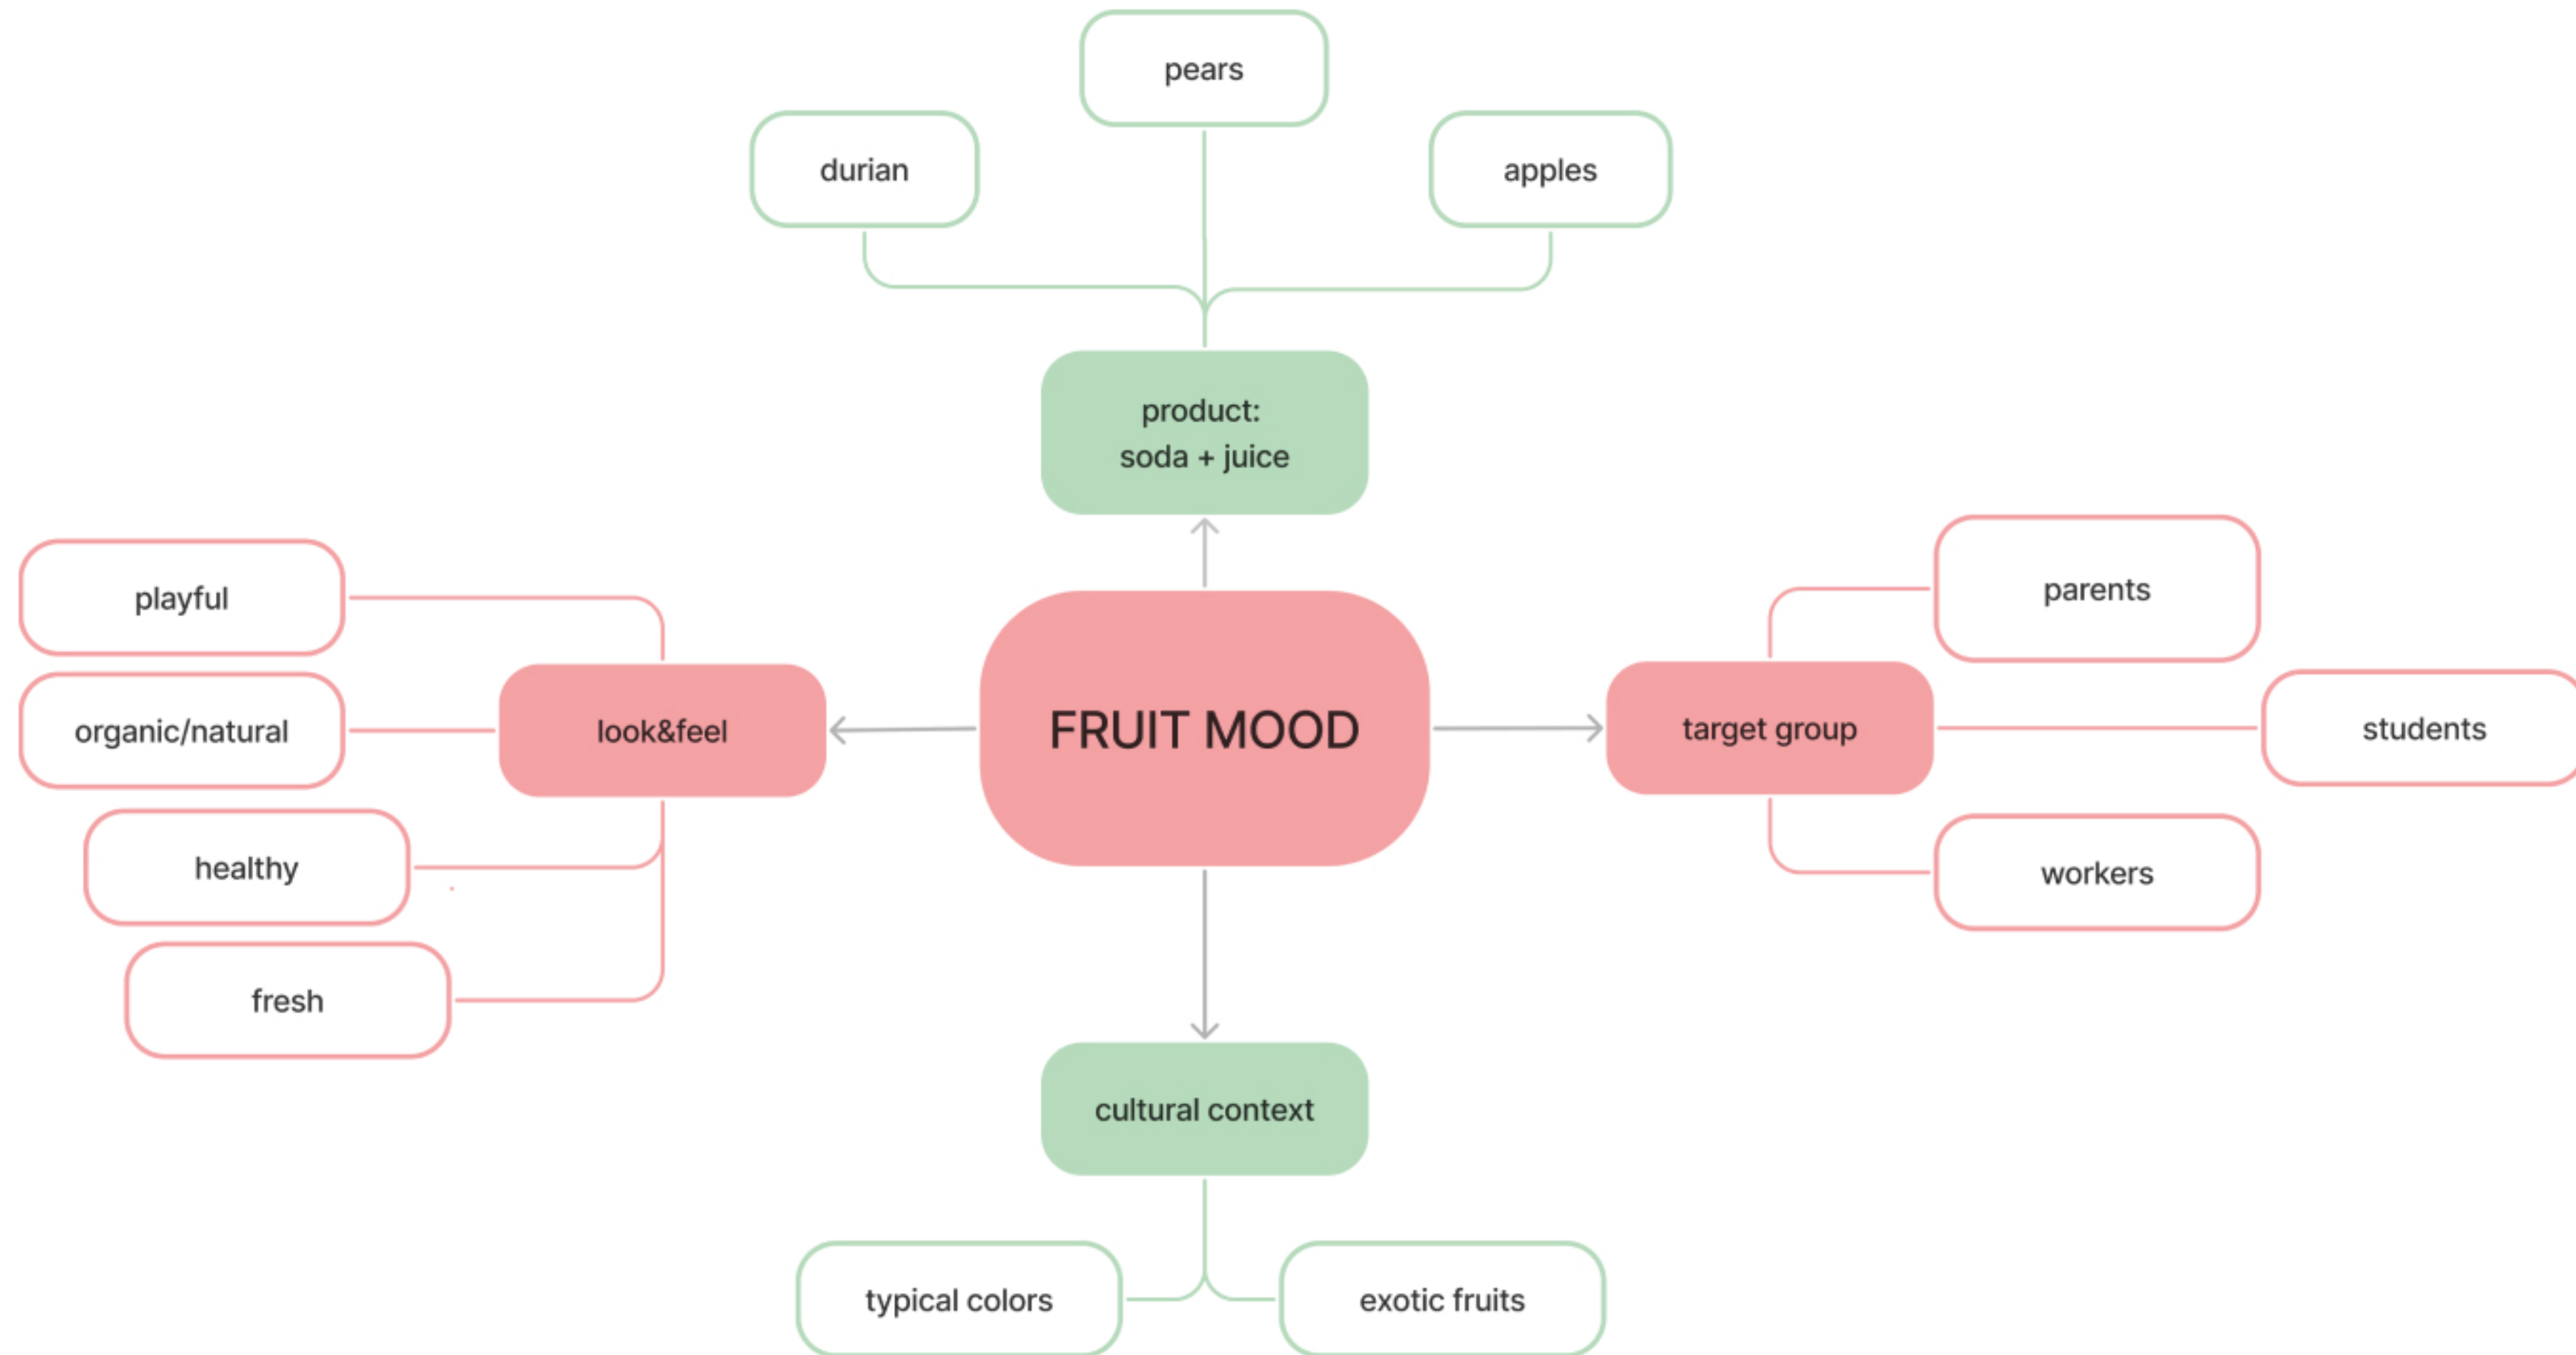 pears
durian
apples
product:
soda + juice
playful
organic/natural
look&feel
healthy
fresh
FRUIT MOOD
target group
parents
students
workers
cultural context
typical colors
exotic fruits